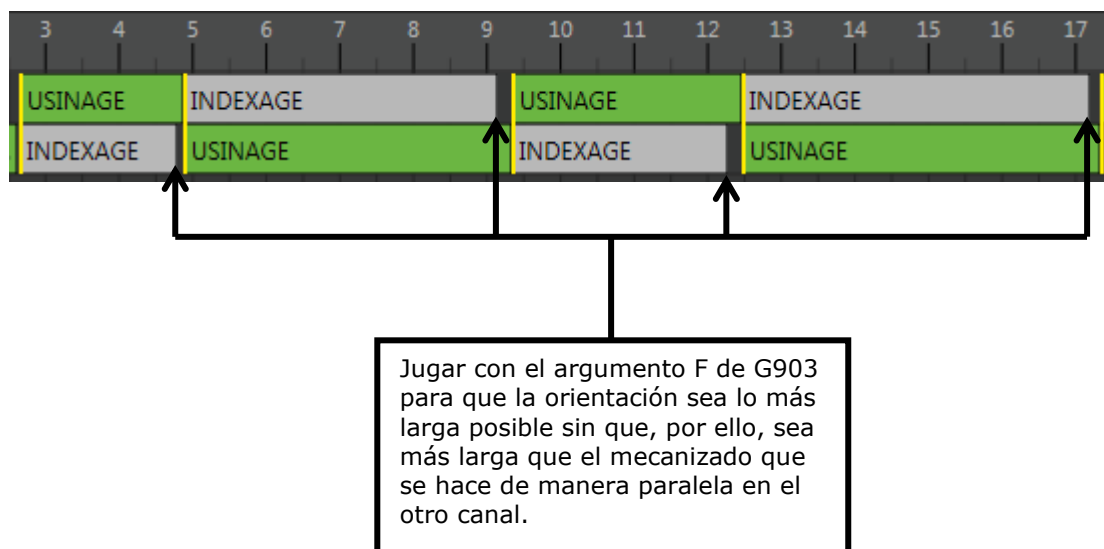 3 4 5 6 7 8 9 10 11 12 13 14 15 16 17
USINAGE INDEXAGE USINAGE INDEXAGE
INDEXAGE USINAGE INDEXAGE USINAGE
Jugar con el argumento F de G903
para que la orientación sea lo más
larga posible sin que, por ello, sea
más larga que el mecanizado que
se hace de manera paralela en el
otro canal.